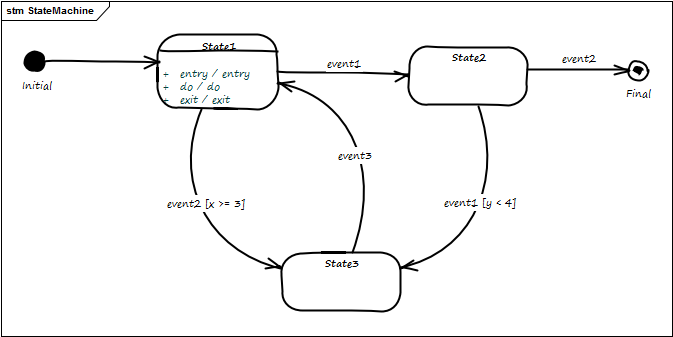 stm StateMachine
State1
+ entry / entry
+ do / do
+ exit / exit
event1
State2
event2
Initial
Final
event3
event2 [x >= 3]
event1 [y < 4]
State3